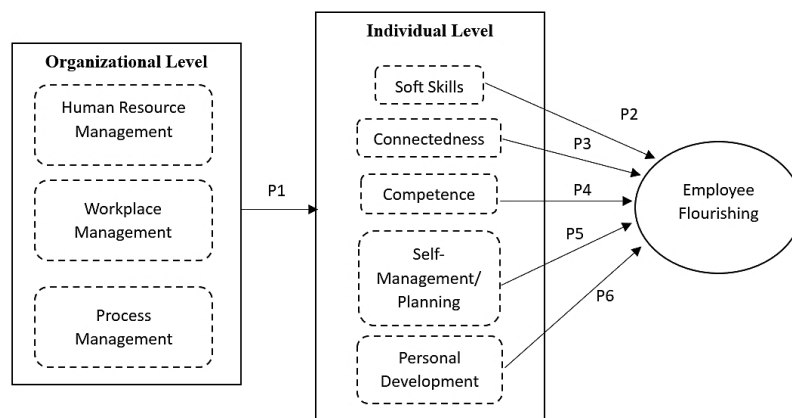 Organizational Level
Human Resource
Management
Workplace
Management
Process
Management
P1
Individual Level
Soft Skills
Connectedness
Competence
Self-
Management/
Planning
Personal
Development
P2
P3
P4
P5
P6
Employee
Flourishing